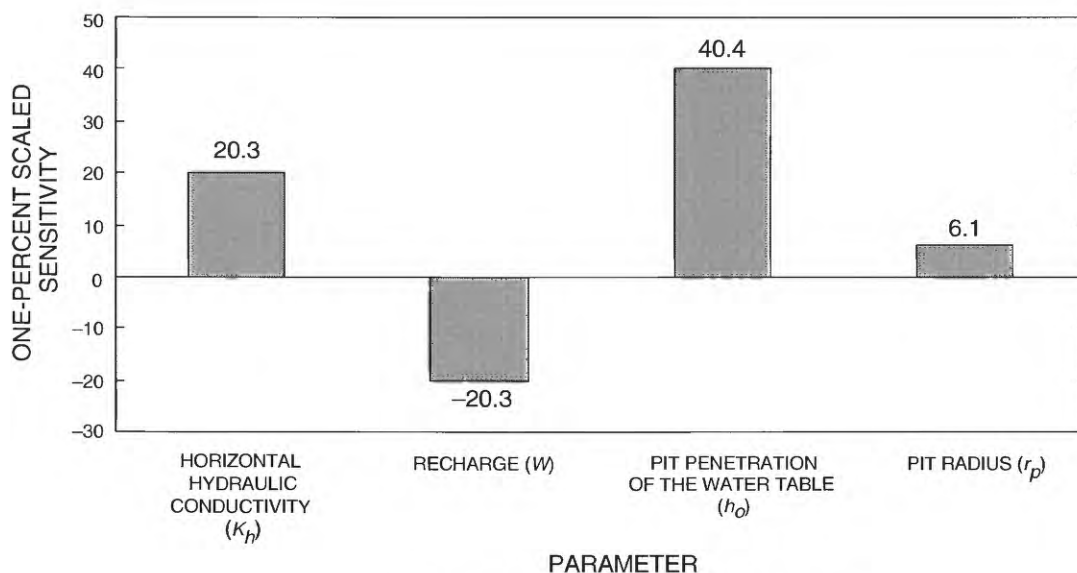 ONE-PERCENT SCALED
SENSITIVITY
50
40
30
20
10
0
−10
−20
−30
20.3
−20.3
40.4
6.1
HORIZONTAL
HYDRAULIC
CONDUCTIVITY
(Kh)
RECHARGE (W)
PIT PENETRATION
OF THE WATER TABLE
(ho)
PIT RADIUS (rp)
PARAMETER